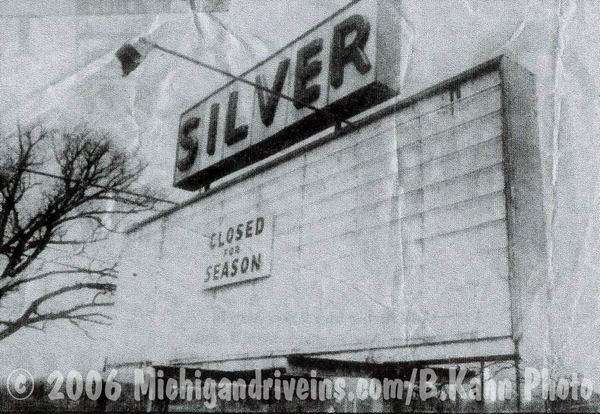 SILVER
CLOSED
FOR
SEASON
© 2006 Michigandriveins.com/B.Kahn Photo